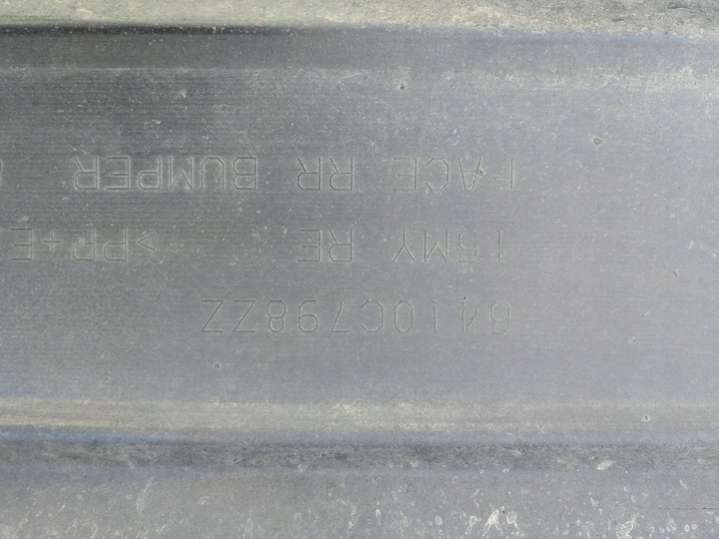 6410C798ZZ
15MY RE >PP+E
FACE RR BUMPER